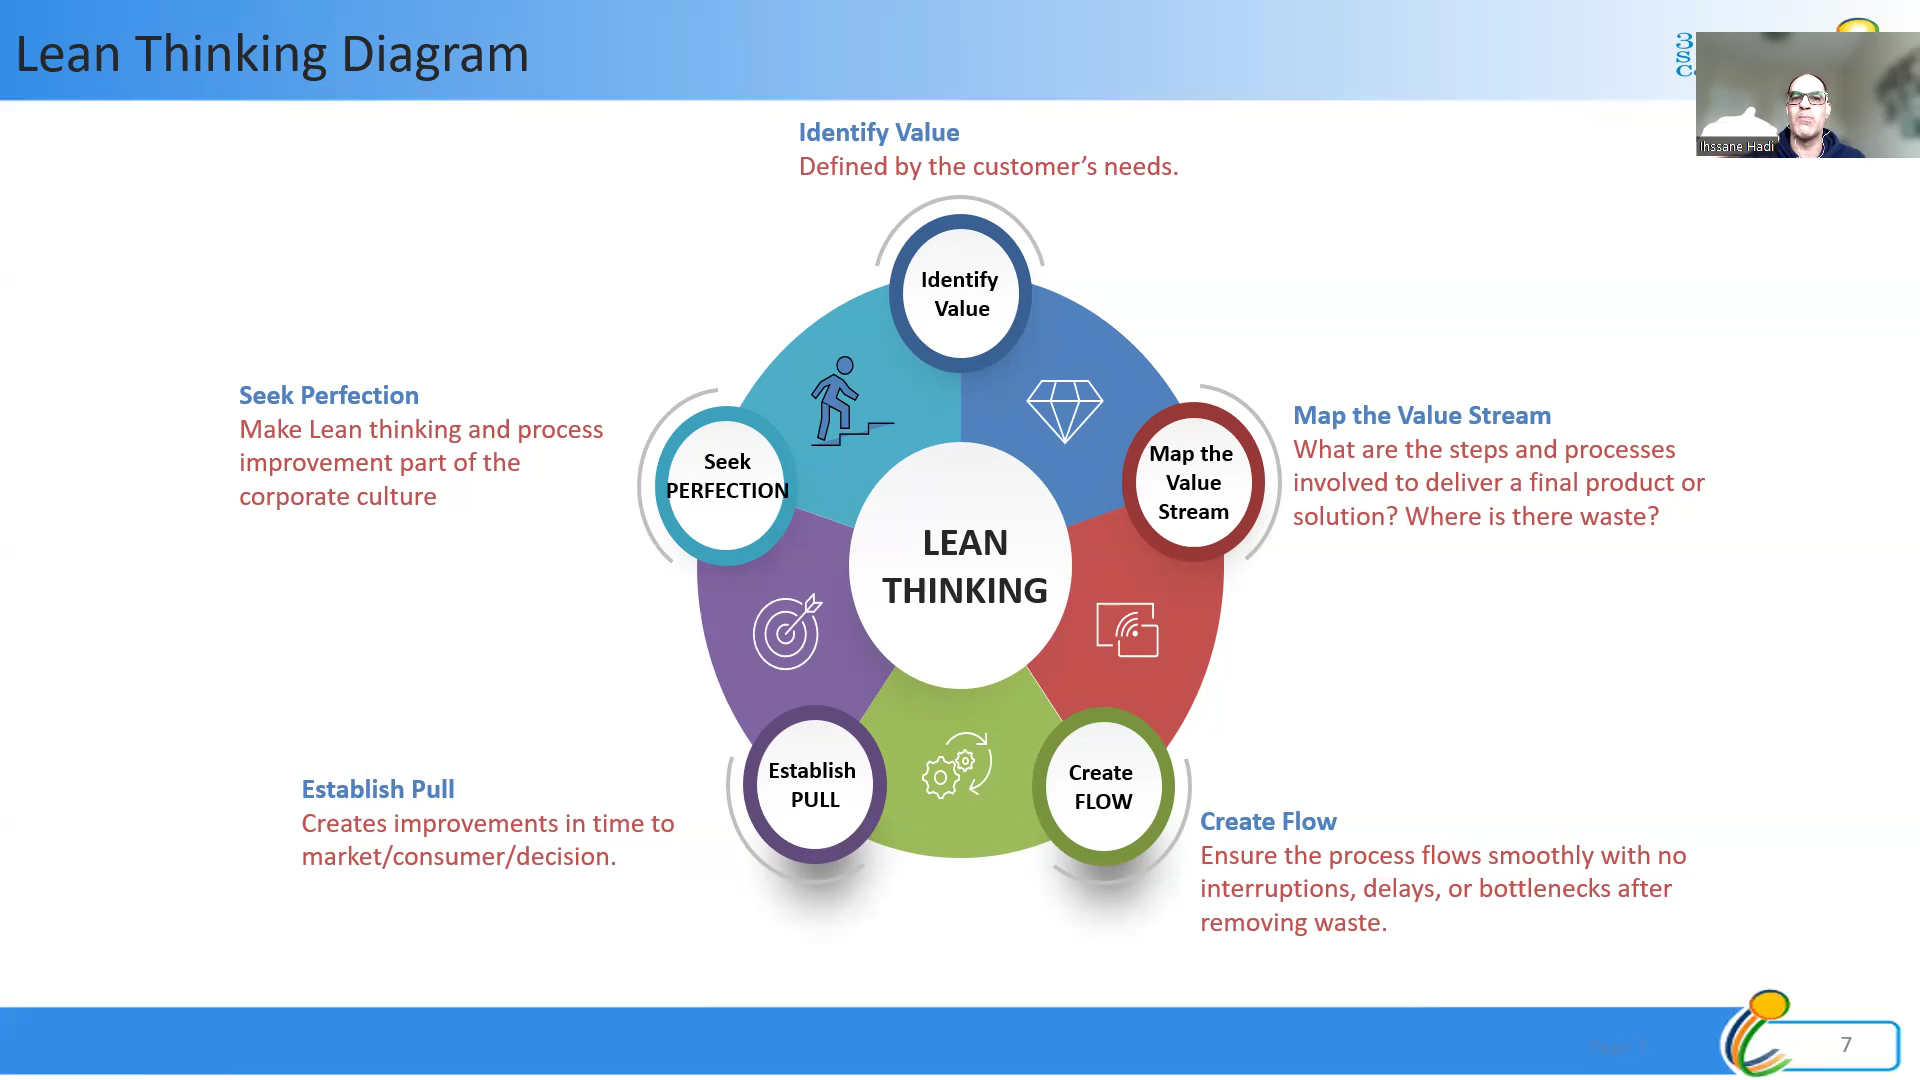 Lean Thinking Diagram
3
S
C.
Ihssane Hadi
Identify Value
Defined by the customer's needs.
Identify
Value
Seek Perfection
Make Lean thinking and process
improvement part of the
corporate culture
Seek
PERFECTION
Map the
Value
Stream
Map the Value Stream
What are the steps and processes
involved to deliver a final product or
solution? Where is there waste?
LEAN
THINKING
Establish Pull
Creates improvements in time to
market/consumer/decision.
Establish
PULL
Create
FLOW
Create Flow
Ensure the process flows smoothly with no
interruptions, delays, or bottlenecks after
removing waste.
7